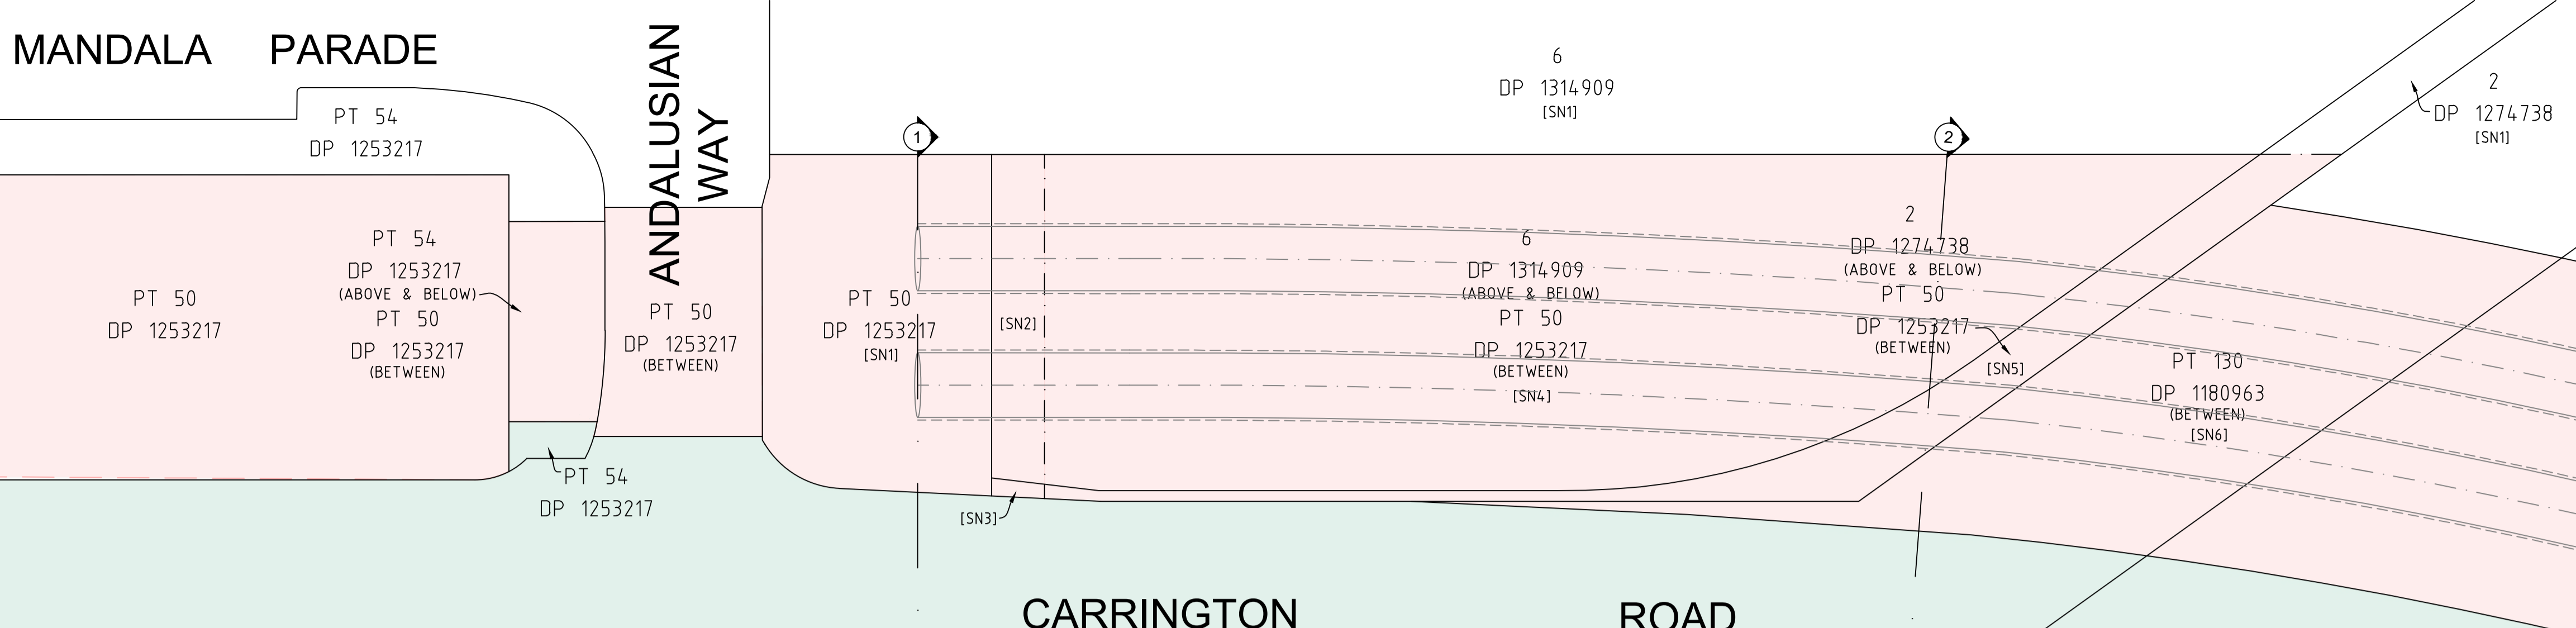 MANDALA PARADE
PT 54
DP 1253217
ANDALUSIAN
WAY
6
DP 1314909
[SN1]
2
DP 1274738
[SN1]
1
2
PT 50
DP 1253217
PT 54
DP 1253217
(ABOVE & BELOW)
PT 50
DP 1253217
(BETWEEN)
PT 50
DP 1253217
(BETWEEN)
PT 50
DP 1253217
[SN1]
[SN2]
6
DP 1314909
(ABOVE & BELOW)
PT 50
DP 1253217
(BETWEEN)
[SN4]
2
DP 1274738
(ABOVE & BELOW)
PT 50
DP 1253217
(BETWEEN)
[SN5]
PT 130
DP 1180963
(BETWEEN)
[SN6]
PT 54
DP 1253217
[SN3]
CARRINGTON ROAD